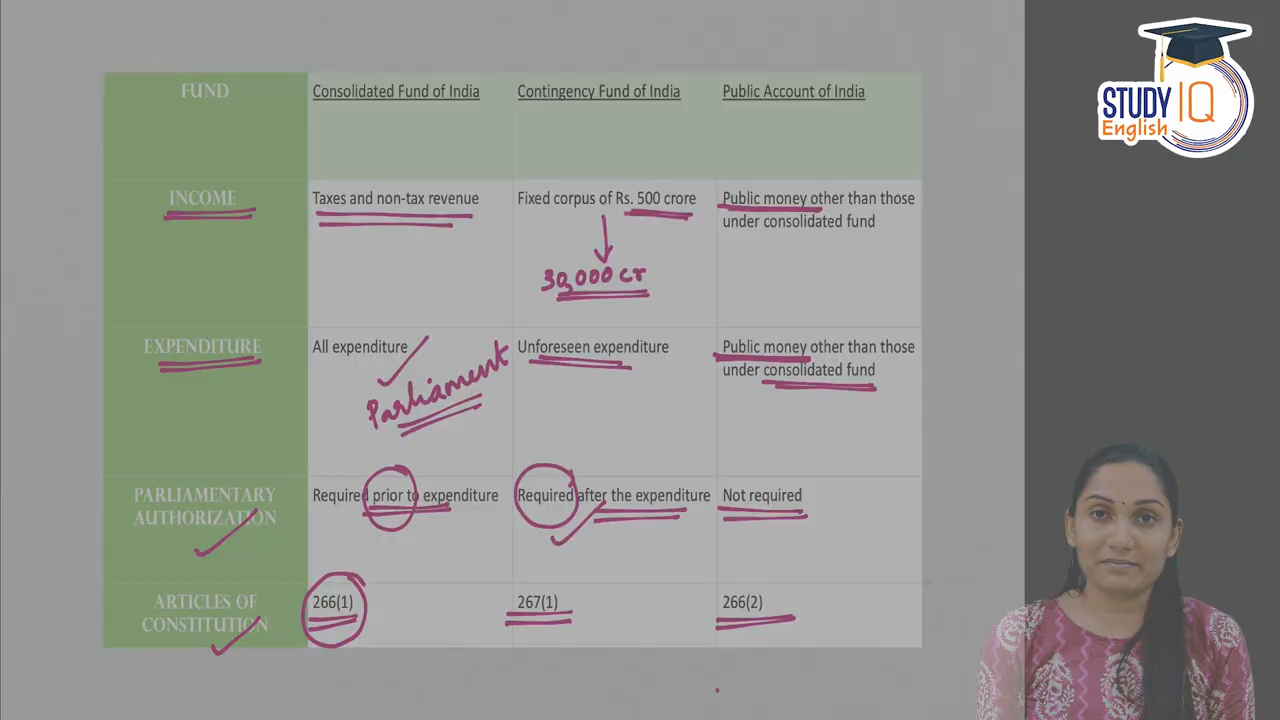 FUND
Consolidated Fund of India
Contingency Fund of India
Public Account of India
INCOME
Taxes and non-tax revenue
Fixed corpus of Rs. 500 crore
30,000 cr
Public money other than those
under consolidated fund
EXPENDITURE
All expenditure
Parliament
Unforeseen expenditure
Public money other than those
under consolidated fund
PARLIAMENTARY
AUTHORIZATION
Required prior to expenditure
Required after the expenditure
Not required
ARTICLES OF
CONSTITUTION
266(1)
267(1)
266(2)
STUDY IQ
English